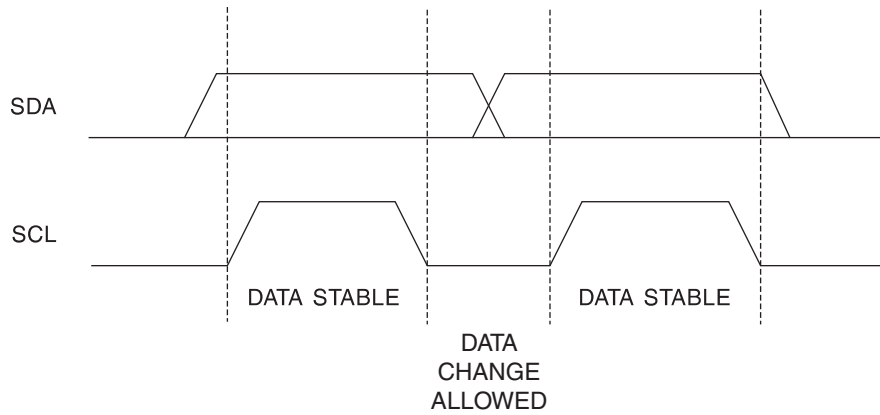 SDA
SCL
DATA STABLE
DATA STABLE
DATA
CHANGE
ALLOWED